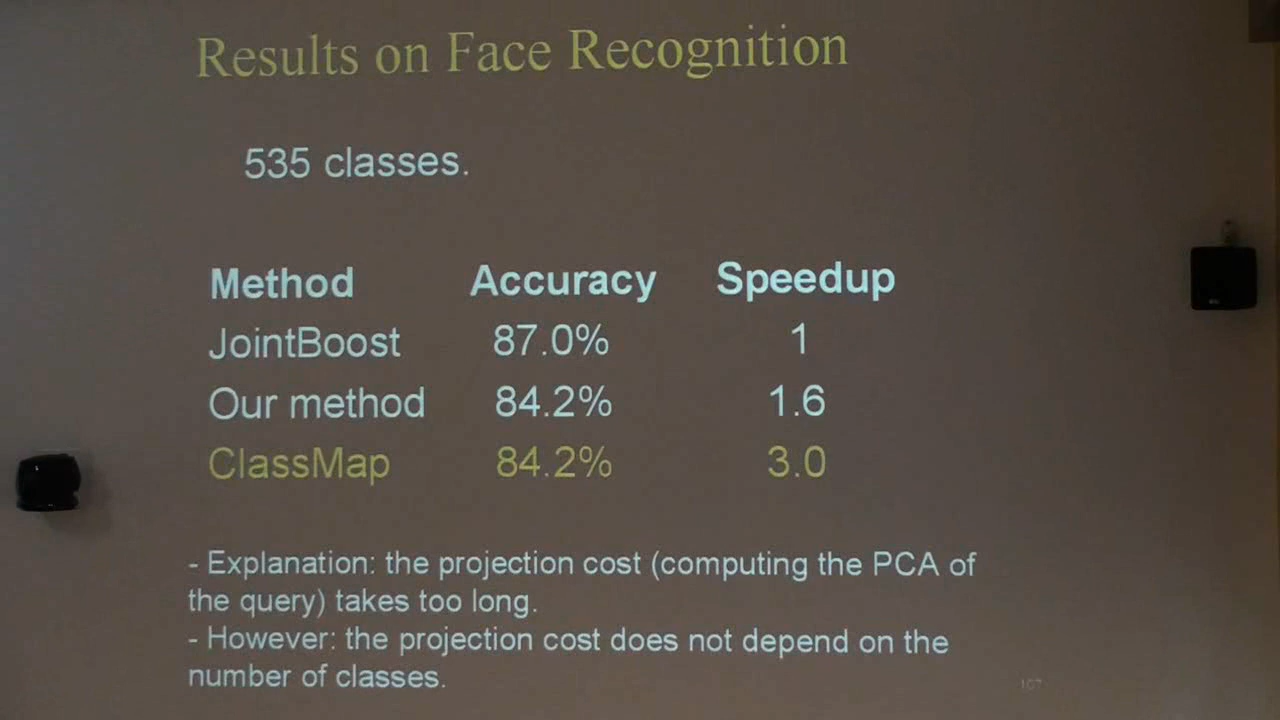 Results on Face Recognition
535 classes.
Method Accuracy Speedup
JointBoost 87.0% 1
Our method 84.2% 1.6
ClassMap 84.2% 3.0
- Explanation: the projection cost (computing the PCA of
the query) takes too long.
- However: the projection cost does not depend on the
number of classes.